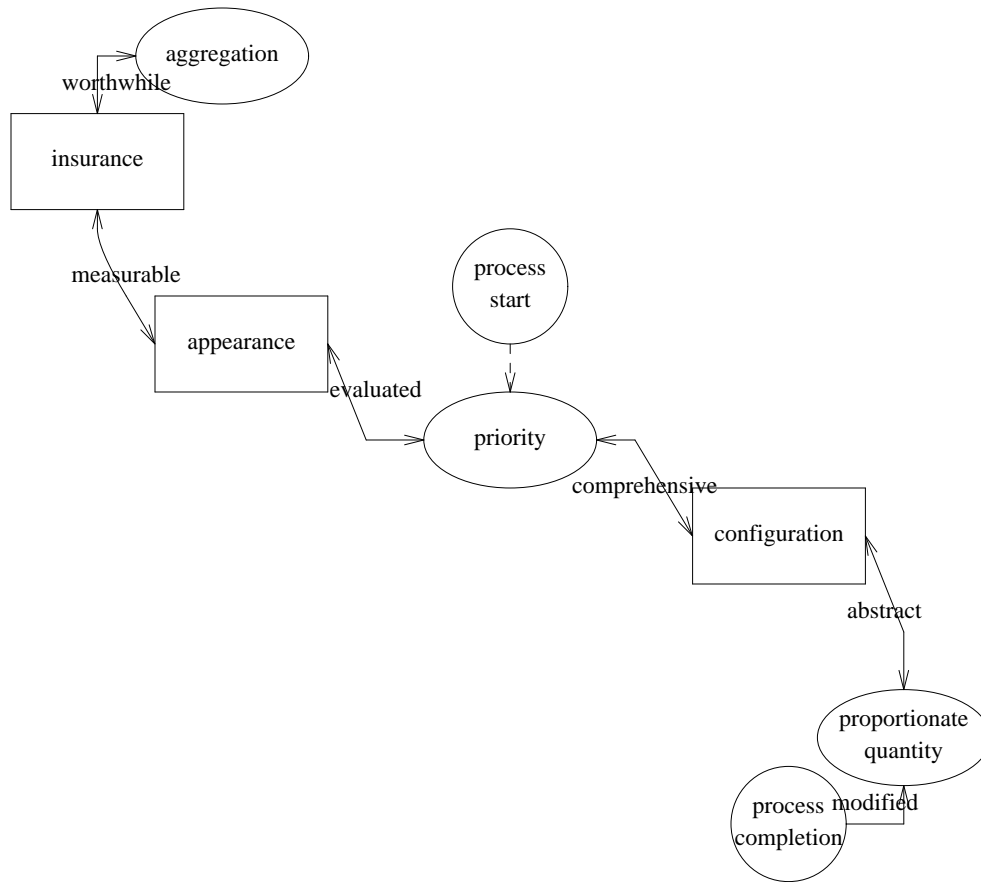 aggregation
worthwhile
insurance
process
start
measurable
appearance
evaluated
priority
comprehensive
configuration
abstract
proportionate
quantity
modified
process
completion